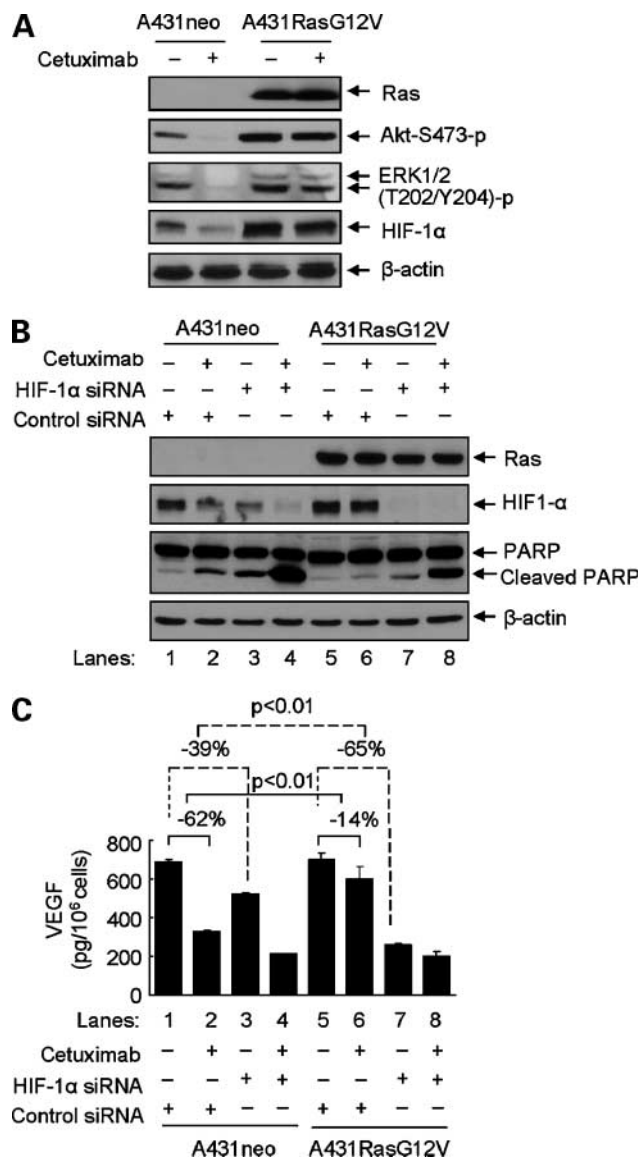 A
A431neo A431RasG12V
Cetuximab – + – +
Ras
Akt-S473-p
ERK1/2
(T202/Y204)-p
HIF-1α
β-actin
B
A431neo A431RasG12V
Cetuximab – + – + – + – +
HIF-1α siRNA – – + + – – + +
Control siRNA + + – – + + – –
Ras
HIF1-α
PARP
Cleaved PARP
β-actin
Lanes: 1 2 3 4 5 6 7 8
C
p<0.01
-39% -65%
p<0.01
-62% -14%
800
600
400
200
0
VEGF
(pg/10⁶ cells)
Lanes: 1 2 3 4 5 6 7 8
Cetuximab – + – + – + – +
HIF-1α siRNA – – + + – – + +
Control siRNA + + – – + + – –
A431neo A431RasG12V